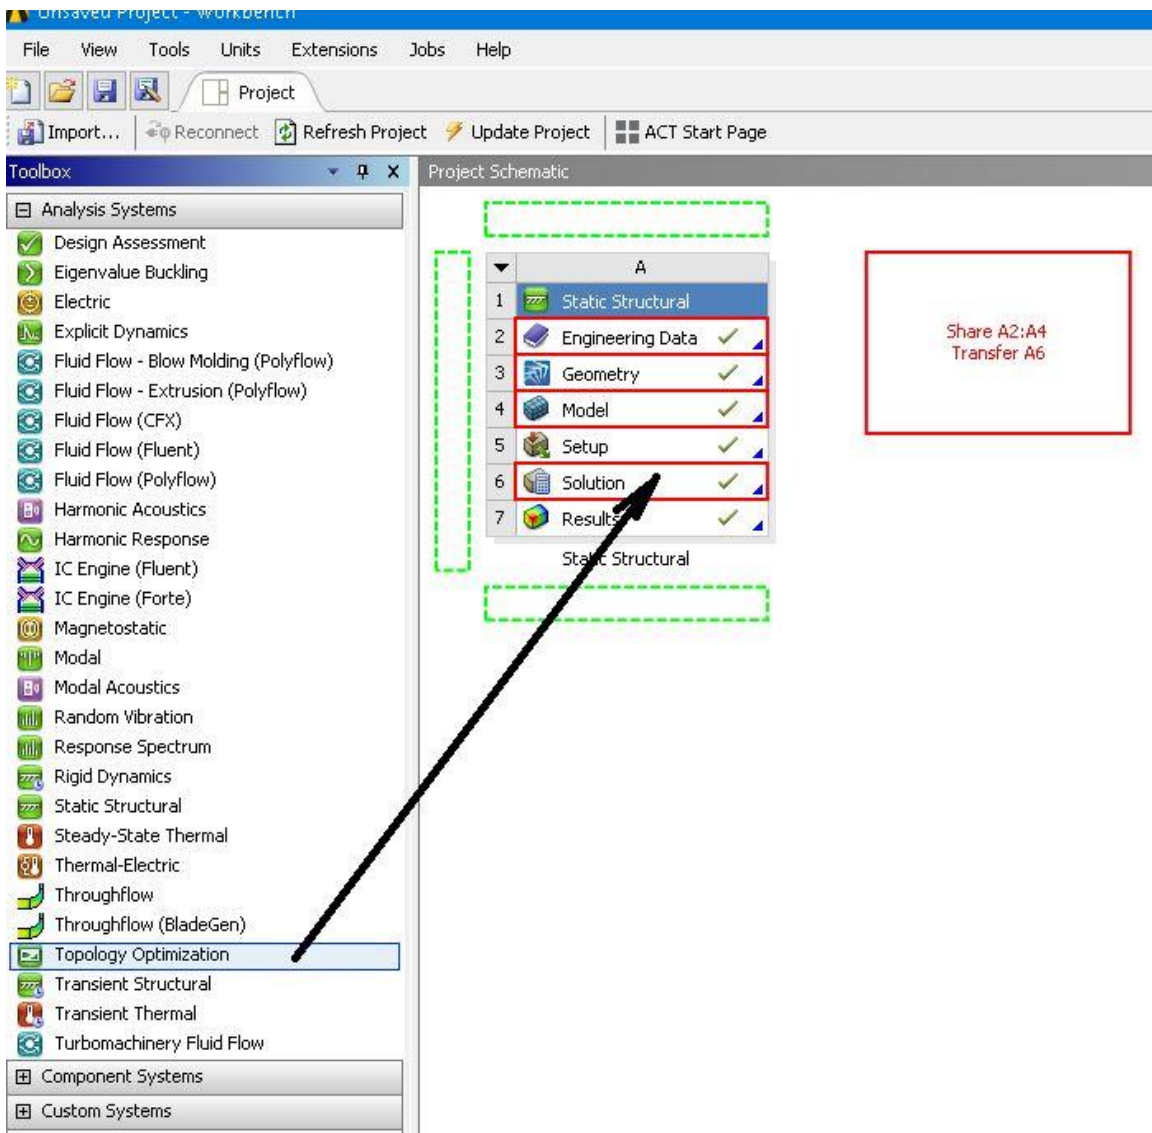 Unsaved Project - Workbench
File View Tools Units Extensions Jobs Help
Project
Import... Reconnect Refresh Project Update Project ACT Start Page
Toolbox
Project Schematic
Analysis Systems
Design Assessment
Eigenvalue Buckling
Electric
Explicit Dynamics
Fluid Flow - Blow Molding (Polyflow)
Fluid Flow - Extrusion (Polyflow)
Fluid Flow (CFX)
Fluid Flow (Fluent)
Fluid Flow (Polyflow)
Harmonic Acoustics
Harmonic Response
IC Engine (Fluent)
IC Engine (Forte)
Magnetostatic
Modal
Modal Acoustics
Random Vibration
Response Spectrum
Rigid Dynamics
Static Structural
Steady-State Thermal
Thermal-Electric
Throughflow
Throughflow (BladeGen)
Topology Optimization
Transient Structural
Transient Thermal
Turbomachinery Fluid Flow
Component Systems
Custom Systems
A
1 Static Structural
2 Engineering Data
3 Geometry
4 Model
5 Setup
6 Solution
7 Results
Static Structural
Share A2:A4
Transfer A6